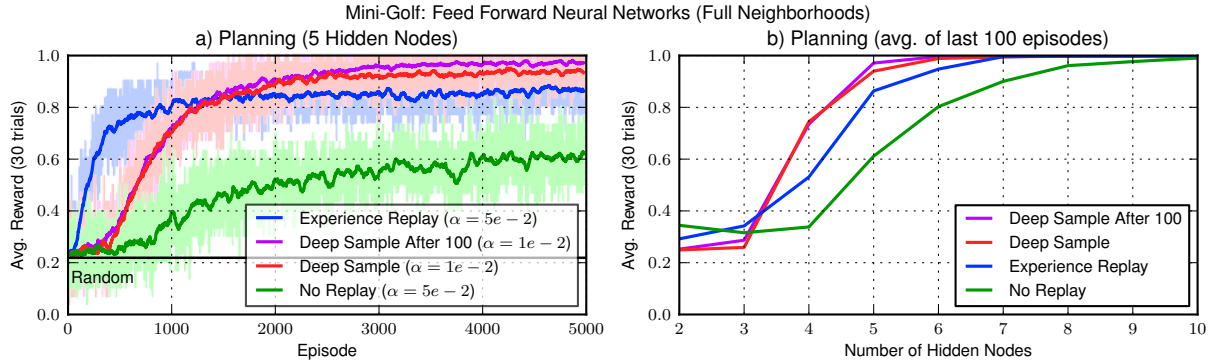 Mini-Golf: Feed Forward Neural Networks (Full Neighborhoods)
a) Planning (5 Hidden Nodes)
Avg. Reward (30 trials)
1.0
0.8
0.6
0.4
0.2
0.0
Random
Experience Replay (α = 5e − 2)
Deep Sample After 100 (α = 1e − 2)
Deep Sample (α = 1e − 2)
No Replay (α = 5e − 2)
0 1000 2000 3000 4000 5000
Episode
b) Planning (avg. of last 100 episodes)
Avg. Reward (30 trials)
1.0
0.8
0.6
0.4
0.2
0.0
Deep Sample After 100
Deep Sample
Experience Replay
No Replay
2 3 4 5 6 7 8 9 10
Number of Hidden Nodes